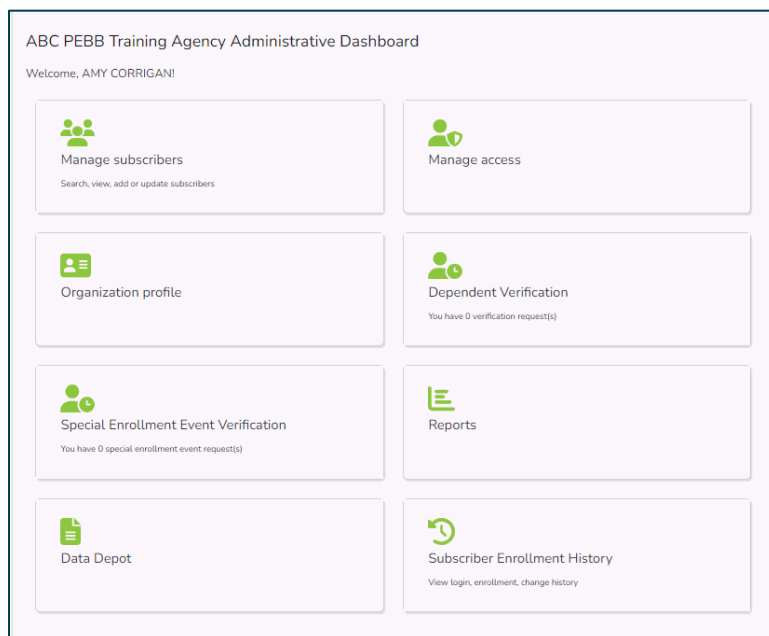 ABC PEBB Training Agency Administrative Dashboard
Welcome, AMY CORRIGAN!
Manage subscribers
Search, view, add or update subscribers
Manage access
Organization profile
Dependent Verification
You have 0 verification request(s)
Special Enrollment Event Verification
You have 0 special enrollment event request(s)
Reports
Data Depot
Subscriber Enrollment History
View login, enrollment, change history